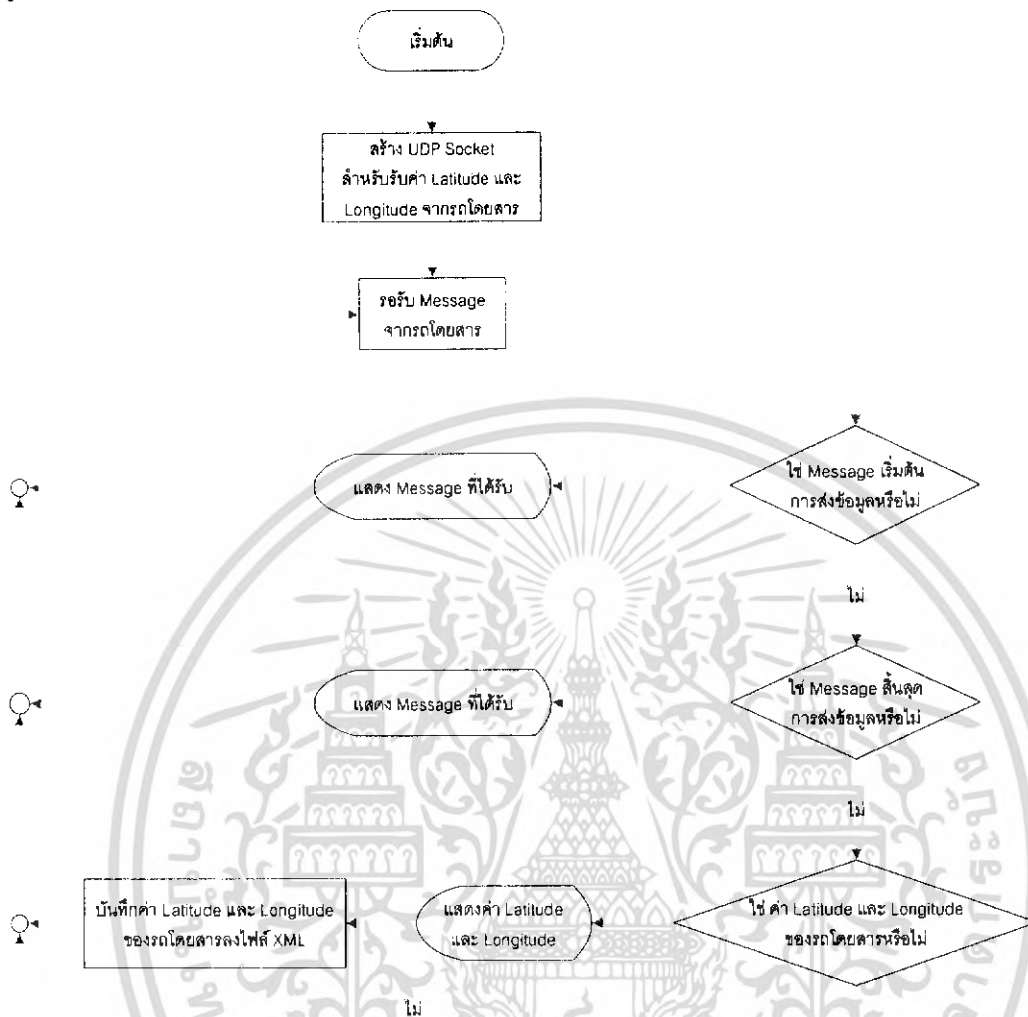 เริ่มต้น
สร้าง UDP Socket
สำหรับรับค่า Latitude และ
Longitude จากรถโดยสาร
รอรับ Message
จากรถโดยสาร
แสดง Message ที่ได้รับ
ใช่ Message เริ่มต้น
การส่งข้อมูลหรือไม่
ไม่
แสดง Message ที่ได้รับ
ใช่ Message สิ้นสุด
การส่งข้อมูลหรือไม่
ไม่
บันทึกค่า Latitude และ Longitude
ของรถโดยสารลงไฟล์ XML
แสดงค่า Latitude
และ Longitude
ใช่ ค่า Latitude และ Longitude
ของรถโดยสารหรือไม่
ไม่